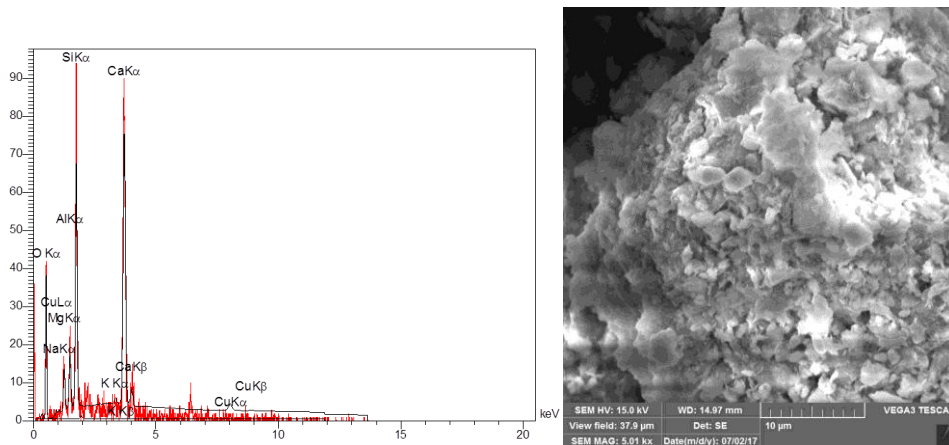 SiKα
CaKα
90
80
70
60
AlKα
50
O Kα
40
CuLα
30
MgKα
20
NaKα
CaKβ
10
K Kα
CuKβ
K Kβ
CuKα
0
0
5
10
15
20
keV
SEM HV: 15.0 kV WD: 14.97 mm VEGA3 TESCA
View field: 37.9 µm Det: SE 10 µm
SEM MAG: 5.01 kx Date(m/d/y): 07/02/17